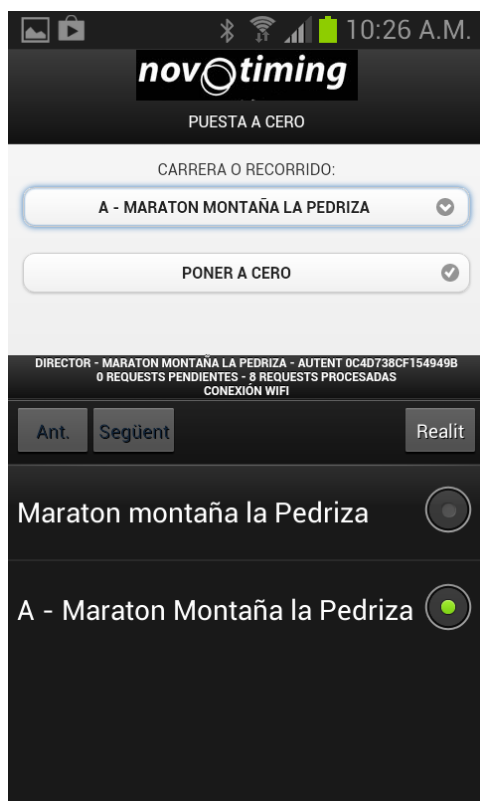 10:26 A.M.
novotiming
PUESTA A CERO
CARRERA O RECORRIDO:
A - MARATON MONTAÑA LA PEDRIZA
PONER A CERO
DIRECTOR - MARATON MONTAÑA LA PEDRIZA - AUTENT 0C4D738CF154949B
0 REQUESTS PENDIENTES - 8 REQUESTS PROCESADAS
CONEXIÓN WIFI
Ant. Següent Realit
Maraton montaña la Pedriza
A - Maraton Montaña la Pedriza